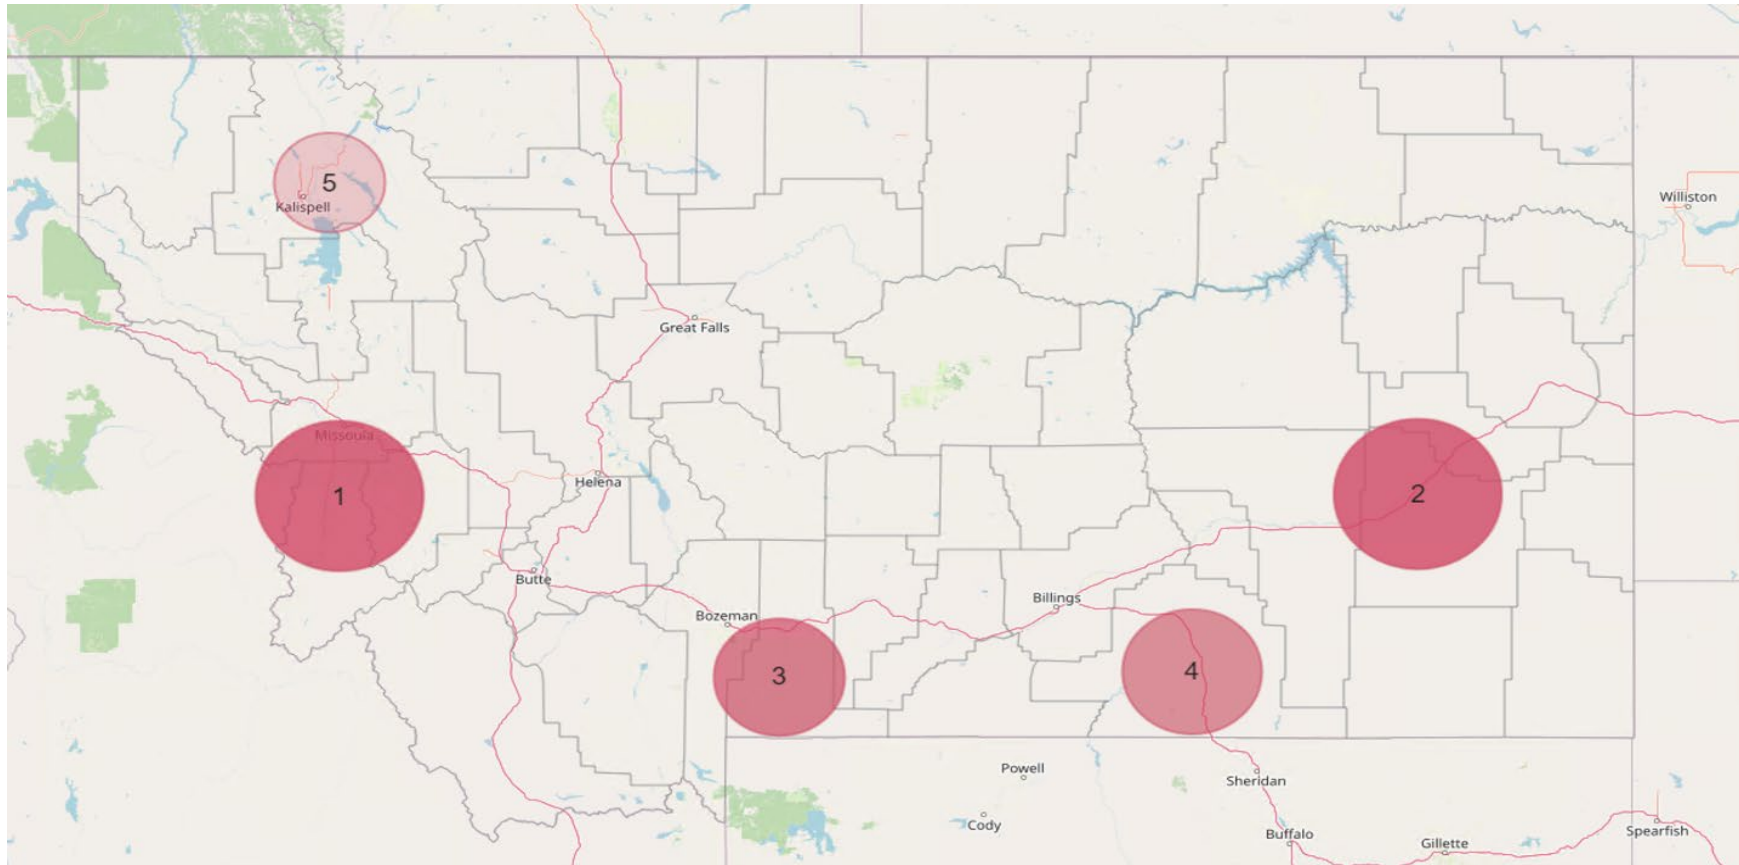 5
Kalispell
Williston
Great Falls
Missoula
Helena
1
2
Butte
Billings
Bozeman
3
4
Powell
Sheridan
Cody
Buffalo
Gillette
Spearfish